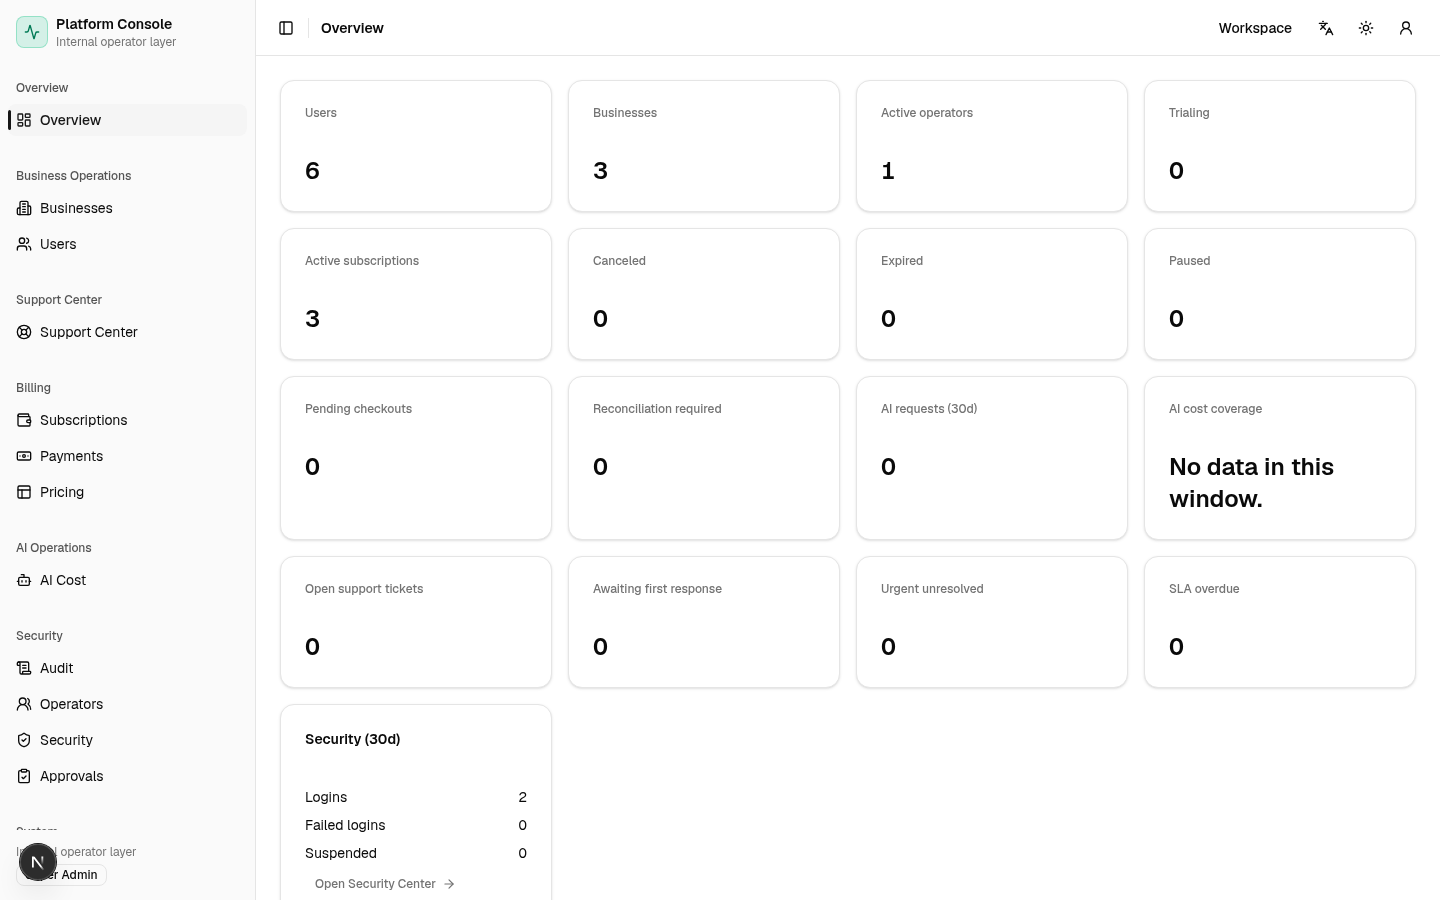 Platform Console
Internal operator layer
Overview
Overview
Business Operations
Businesses
Users
Support Center
Support Center
Billing
Subscriptions
Payments
Pricing
AI Operations
AI Cost
Security
Audit
Operators
Security
Approvals
operator layer
Admin
Overview
Workspace
Users
6
Businesses
3
Active operators
1
Trialing
0
Active subscriptions
3
Canceled
0
Expired
0
Paused
0
Pending checkouts
0
Reconciliation required
0
AI requests (30d)
0
AI cost coverage
No data in this
window.
Open support tickets
0
Awaiting first response
0
Urgent unresolved
0
SLA overdue
0
Security (30d)
Logins 2
Failed logins 0
Suspended 0
Open Security Center